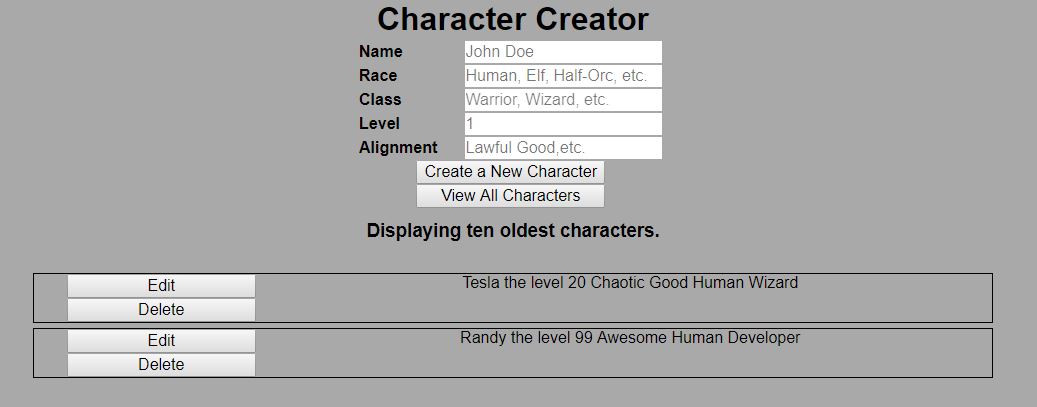 Character Creator
Name John Doe
Race Human, Elf, Half-Orc, etc.
Class Warrior, Wizard, etc.
Level 1
Alignment Lawful Good,etc.
Create a New Character
View All Characters
Displaying ten oldest characters.
Edit Tesla the level 20 Chaotic Good Human Wizard
Delete
Edit Randy the level 99 Awesome Human Developer
Delete